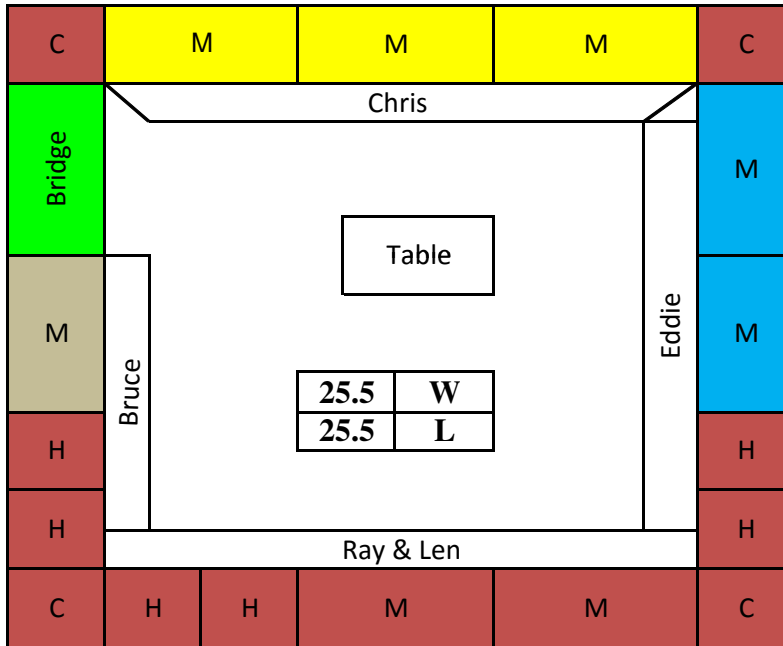 C M M M C
Chris
Bridge
M
Table
M
Bruce
Eddie
M
25.5 W
25.5 L
H
H
H
H
Ray & Len
C H H M M C